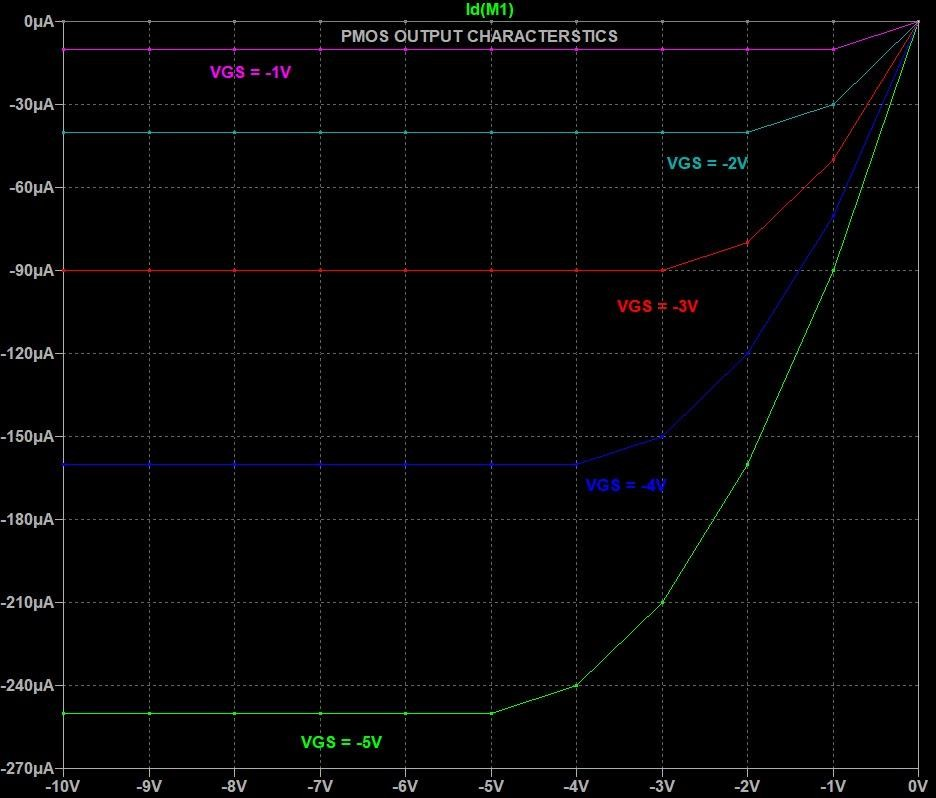 Id(M1)
PMOS OUTPUT CHARACTERSTICS
0µA
-30µA
-60µA
-90µA
-120µA
-150µA
-180µA
-210µA
-240µA
-270µA
VGS = -1V
VGS = -2V
VGS = -3V
VGS = -4V
VGS = -5V
-10V -9V -8V -7V -6V -5V -4V -3V -2V -1V 0V